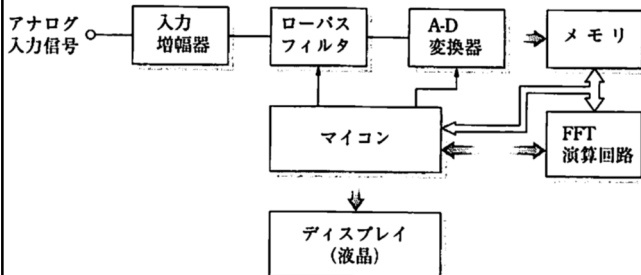 アナログ
入力信号
入力
増幅器
ローパス
フィルタ
A-D
変換器
メモリ
マイコン
FFT
演算回路
ディスプレイ
(液晶)